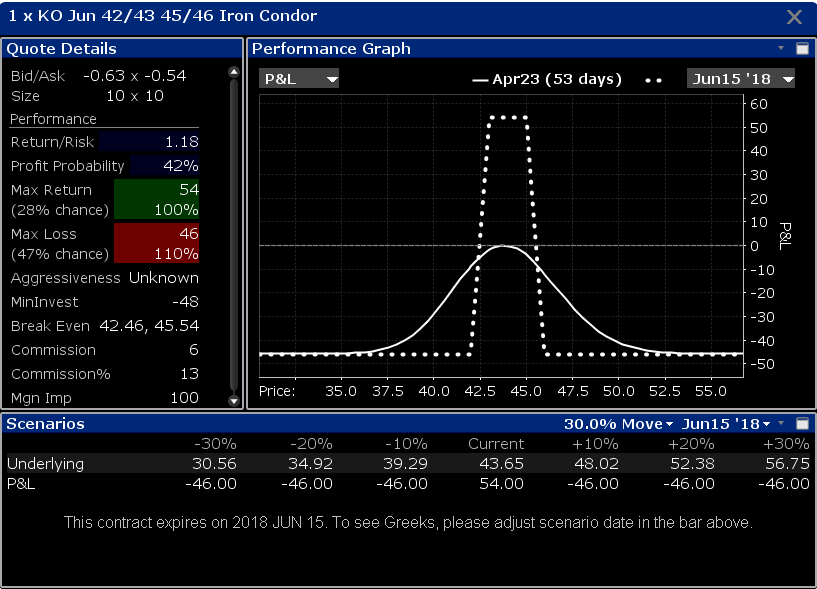 1 x KO Jun 42/43 45/46 Iron Condor
Quote Details
Bid/Ask -0.63 x -0.54
Size 10 x 10
Performance
Return/Risk 1.18
Profit Probability 42%
Max Return 54
(28% chance) 100%
Max Loss 46
(47% chance) 110%
Aggressiveness Unknown
MinInvest -48
Break Even 42.46, 45.54
Commission 6
Commission% 13
Mgn Imp 100
Performance Graph
P&L Apr23 (53 days) Jun15 '18
60
50
40
30
20
10
0
-10
-20
-30
-40
-50
P&L
Price: 35.0 37.5 40.0 42.5 45.0 47.5 50.0 52.5 55.0
Scenarios 30.0% Move Jun15 '18
-30% -20% -10% Current +10% +20% +30%
Underlying 30.56 34.92 39.29 43.65 48.02 52.38 56.75
P&L -46.00 -46.00 -46.00 54.00 -46.00 -46.00 -46.00
This contract expires on 2018 JUN 15. To see Greeks, please adjust scenario date in the bar above.